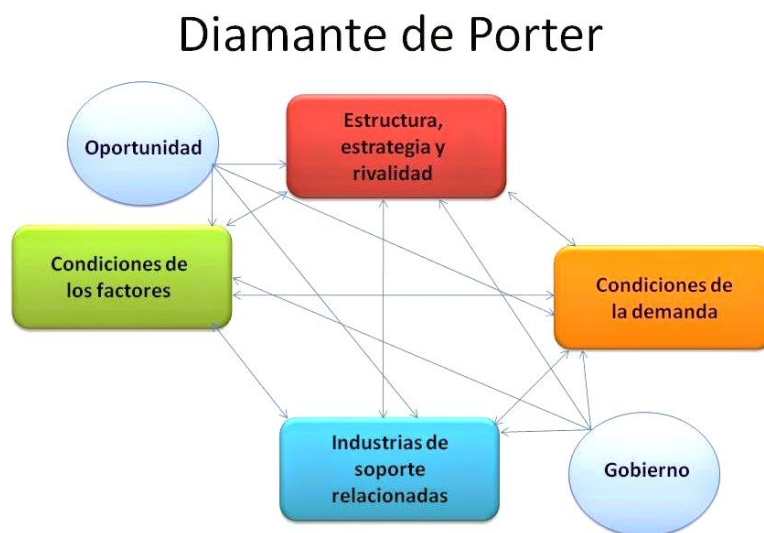 Diamante de Porter
Oportunidad
Estructura,
estrategia y
rivalidad
Condiciones de
los factores
Condiciones de
la demanda
Industrias de
soporte
relacionadas
Gobierno